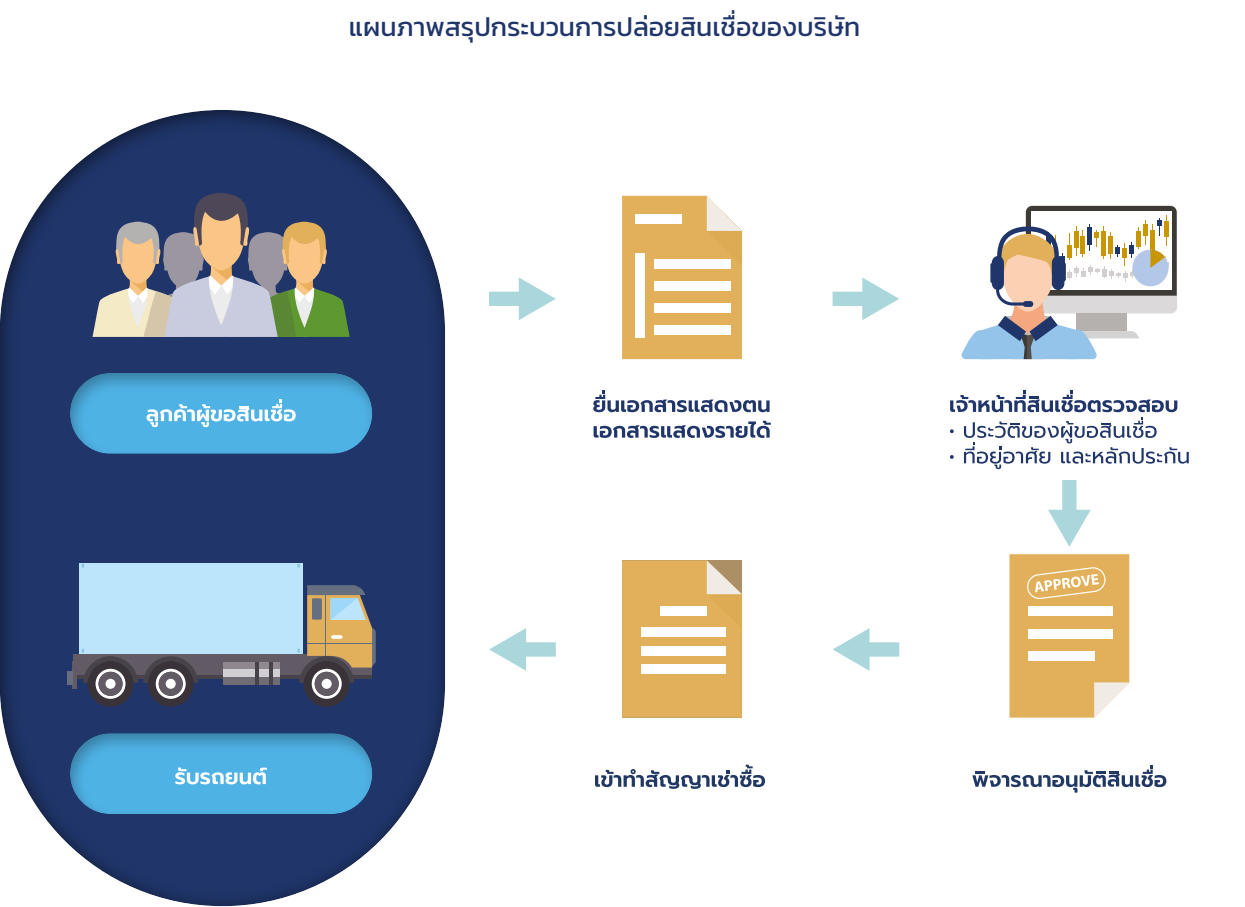 แผนภาพสรุปกระบวนการปล่อยสินเชื่อของบริษัท
ลูกค้าผู้ขอสินเชื่อ
ยื่นเอกสารแสดงตน
เอกสารแสดงรายได้
เจ้าหน้าที่สินเชื่อตรวจสอบ
• ประวัติของผู้ขอสินเชื่อ
• ที่อยู่อาศัย และหลักประกัน
APPROVE
พิจารณาอนุมัติสินเชื่อ
เข้าทำสัญญาเช่าซื้อ
รับรถยนต์